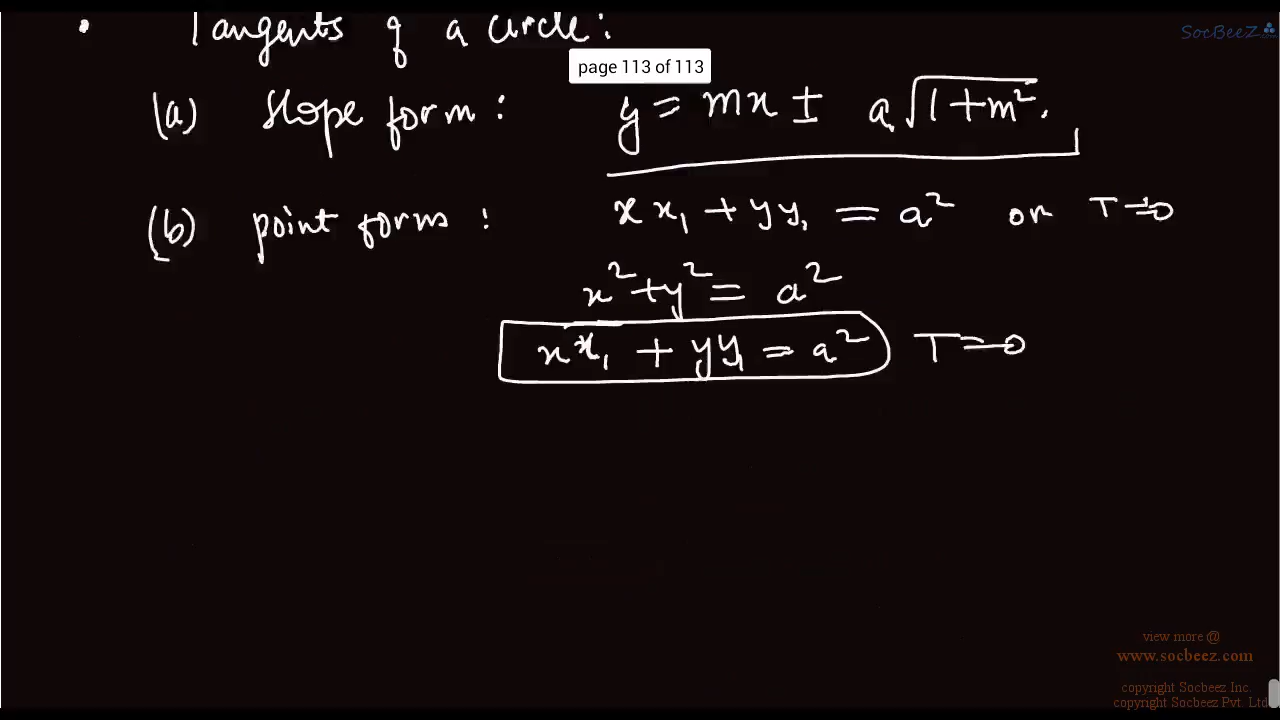 • Tangents of a circle:
SocBeeZ
page 113 of 113
(a) Slope form : y = mx ± a√(1+m²).
(b) point form : xx₁ + yy₁ = a² or T=0
x² + y² = a²
xx₁ + yy₁ = a² T=0
view more @
www.socbeez.com
copyright Socbeez Inc.
copyright Socbeez Pvt. Ltd